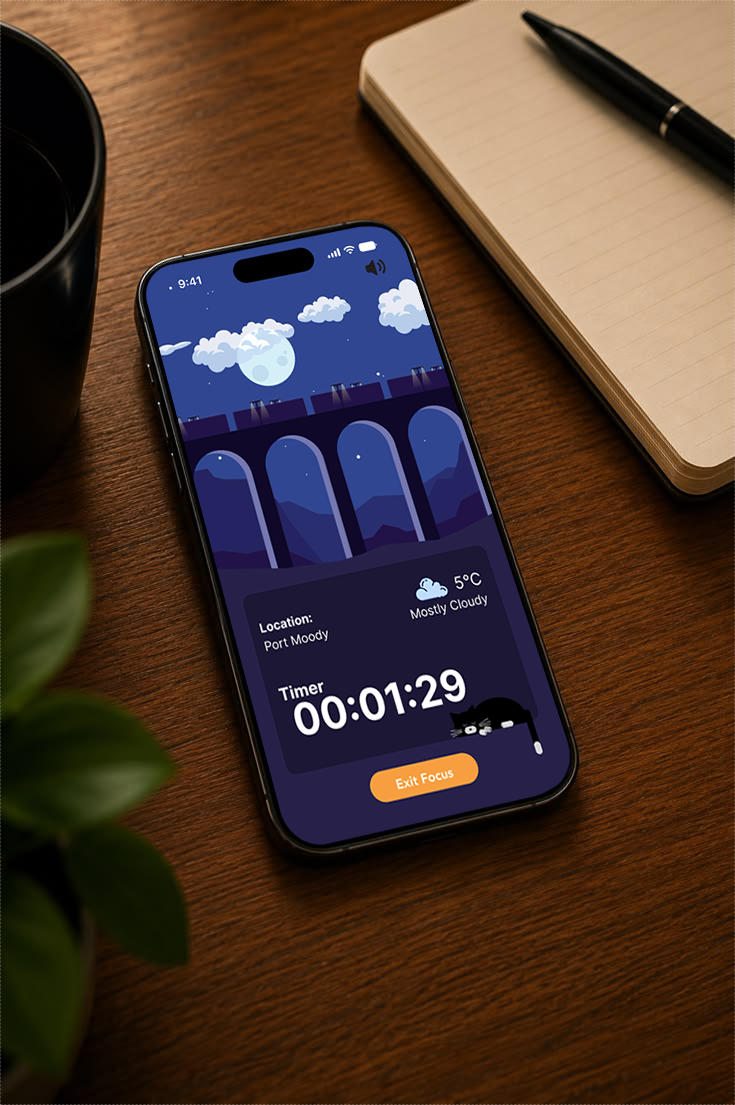 9:41
Location:
Port Moody
5°C
Mostly Cloudy
Timer
00:01:29
Exit Focus